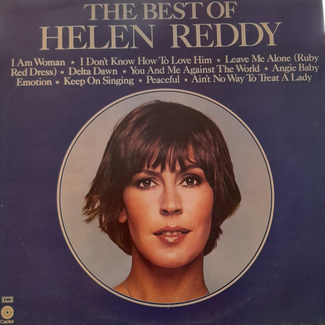 THE BEST OF
HELEN REDDY
I Am Woman • I Don't Know How To Love Him • Leave Me Alone (Ruby
Red Dress) • Delta Dawn • You And Me Against The World • Angie Baby
Emotion • Keep On Singing • Peaceful • Ain't No Way To Treat A Lady
EMI
Capitol